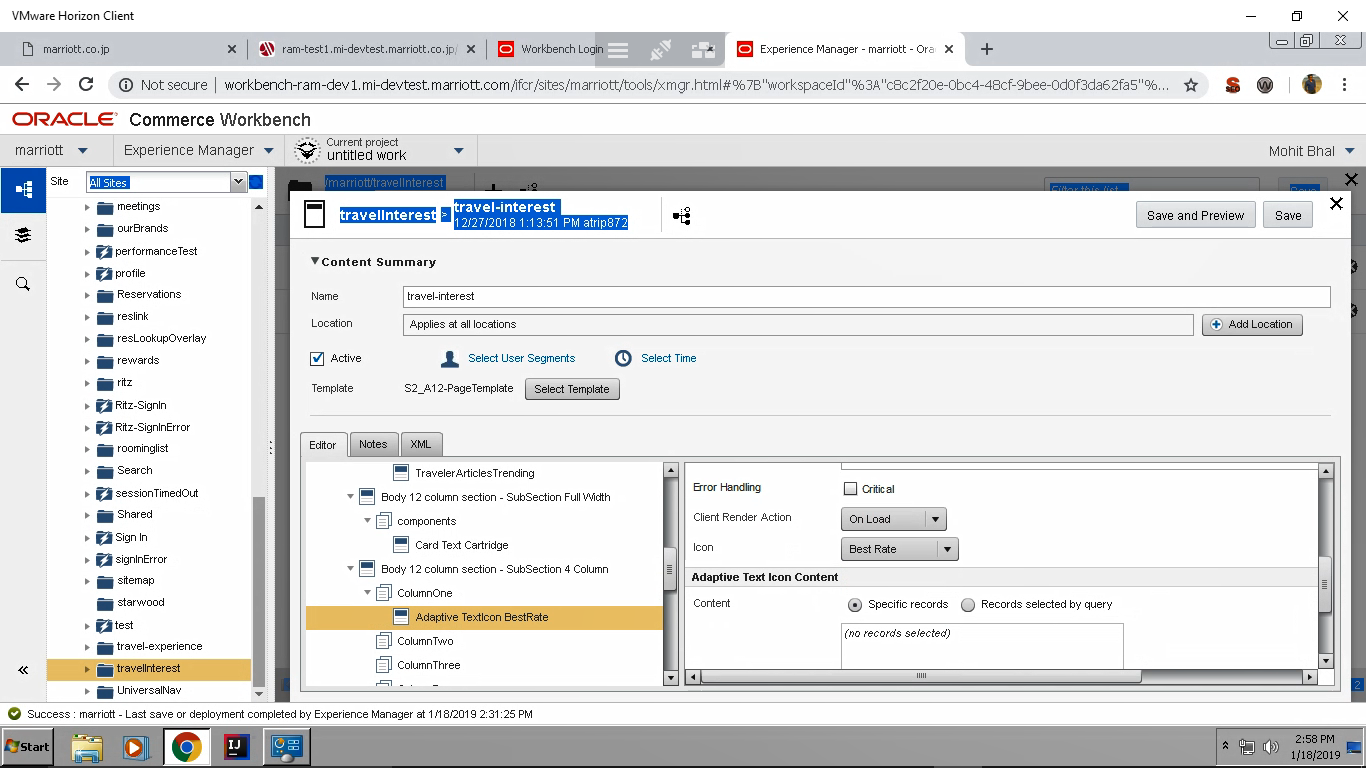 VMware Horizon Client
marriott.co.jp
ram-test1.mi-devtest.marriott.co.jp/
Workbench Login
Experience Manager - marriott - Ora
Not secure
workbench-ram-dev1.mi-devtest.marriott.com/ifcr/sites/marriott/tools/xmgr.html#%7B"workspaceId"%3A"c8c2f20e-0bc4-48cf-9bee-0d0f3da62fa5"%...
ORACLE Commerce Workbench
marriott
Experience Manager
Current project
untitled work
Mohit Bhal
Site
All Sites
/marriott/travelInterest
Filter this list
Save
meetings
ourBrands
performanceTest
profile
Reservations
reslink
resLookupOverlay
rewards
ritz
Ritz-SignIn
Ritz-SignInError
roominglist
Search
sessionTimedOut
Shared
Sign In
signInError
sitemap
starwood
test
travel-experience
travelInterest
UniversalNav
travelInterest > travel-interest
12/27/2018 1:13:51 PM atrip872
Save and Preview
Save
Content Summary
Name
travel-interest
Location
Applies at all locations
Add Location
Active
Select User Segments
Select Time
Template
S2_A12-PageTemplate
Select Template
Editor
Notes
XML
TravelerArticlesTrending
Body 12 column section - SubSection Full Width
components
Card Text Cartridge
Body 12 column section - SubSection 4 Column
ColumnOne
Adaptive TextIcon BestRate
ColumnTwo
ColumnThree
Error Handling
Critical
Client Render Action
On Load
Icon
Best Rate
Adaptive Text Icon Content
Content
Specific records
Records selected by query
(no records selected)
2
Success : marriott - Last save or deployment completed by Experience Manager at 1/18/2019 2:31:25 PM
Start
2:58 PM
1/18/2019